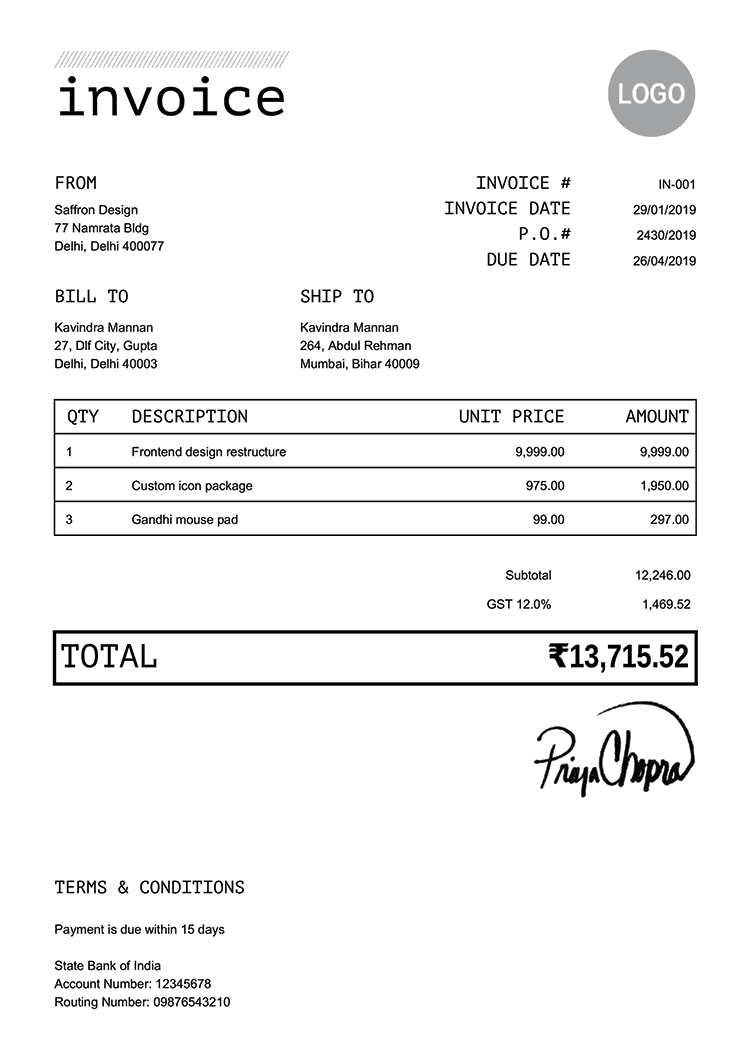 invoice
LOGO
FROM
Saffron Design
77 Namrata Bldg
Delhi, Delhi 400077
INVOICE # IN-001
INVOICE DATE 29/01/2019
P.O.# 2430/2019
DUE DATE 26/04/2019
BILL TO
Kavindra Mannan
27, Dlf City, Gupta
Delhi, Delhi 40003
SHIP TO
Kavindra Mannan
264, Abdul Rehman
Mumbai, Bihar 40009
QTY DESCRIPTION UNIT PRICE AMOUNT
1 Frontend design restructure 9,999.00 9,999.00
2 Custom icon package 975.00 1,950.00
3 Gandhi mouse pad 99.00 297.00
Subtotal 12,246.00
GST 12.0% 1,469.52
TOTAL ₹13,715.52
Priya Chopra
TERMS & CONDITIONS
Payment is due within 15 days
State Bank of India
Account Number: 12345678
Routing Number: 09876543210